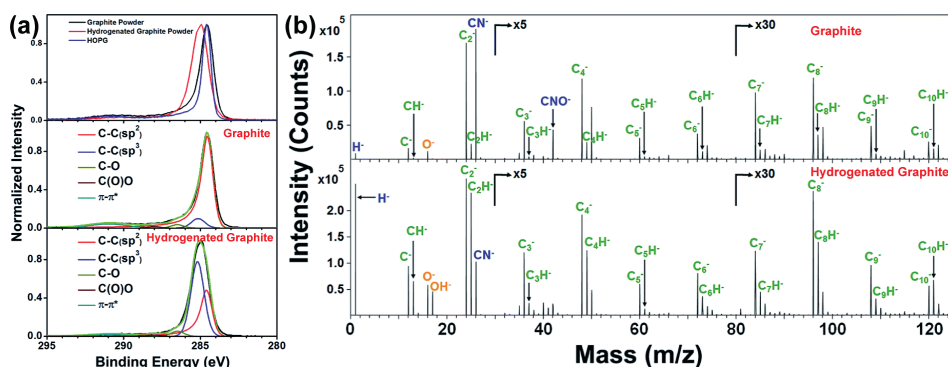 (a)
Graphite Powder
Hydrogenated Graphite Powder
HOPG
1.0
0.8
0.4
0.0
Graphite
C-C(sp²)
C-C(sp³)
C-O
C(O)O
π-π*
0.8
0.4
0.0
Hydrogenated Graphite
C-C(sp²)
C-C(sp³)
C-O
C(O)O
π-π*
0.8
0.4
0.0
295 290 285 280
Binding Energy (eV)
Normalized Intensity
(b)
x10⁵ C₂⁻ CN⁻ x5 x30 Graphite
1.5
1.0
0.5
H⁻ C⁻ CH⁻ O⁻ C₂H⁻ C₃⁻ C₃H⁻ CNO⁻ C₄⁻ C₄H⁻ C₅⁻ C₅H⁻ C₆⁻ C₆H⁻ C₇⁻ C₇H⁻ C₈⁻ C₈H⁻ C₉⁻ C₉H⁻ C₁₀⁻ C₁₀H⁻
x10⁵ C₂⁻ x5 x30 Hydrogenated Graphite
2.0
1.5
1.0
0.5
H⁻ C⁻ CH⁻ O⁻ OH⁻ C₂H⁻ CN⁻ C₃⁻ C₃H⁻ C₄⁻ C₄H⁻ C₅⁻ C₅H⁻ C₆⁻ C₆H⁻ C₇⁻ C₇H⁻ C₈⁻ C₈H⁻ C₉⁻ C₉H⁻ C₁₀⁻ C₁₀H⁻
0 20 40 60 80 100 120
Mass (m/z)
Intensity (Counts)